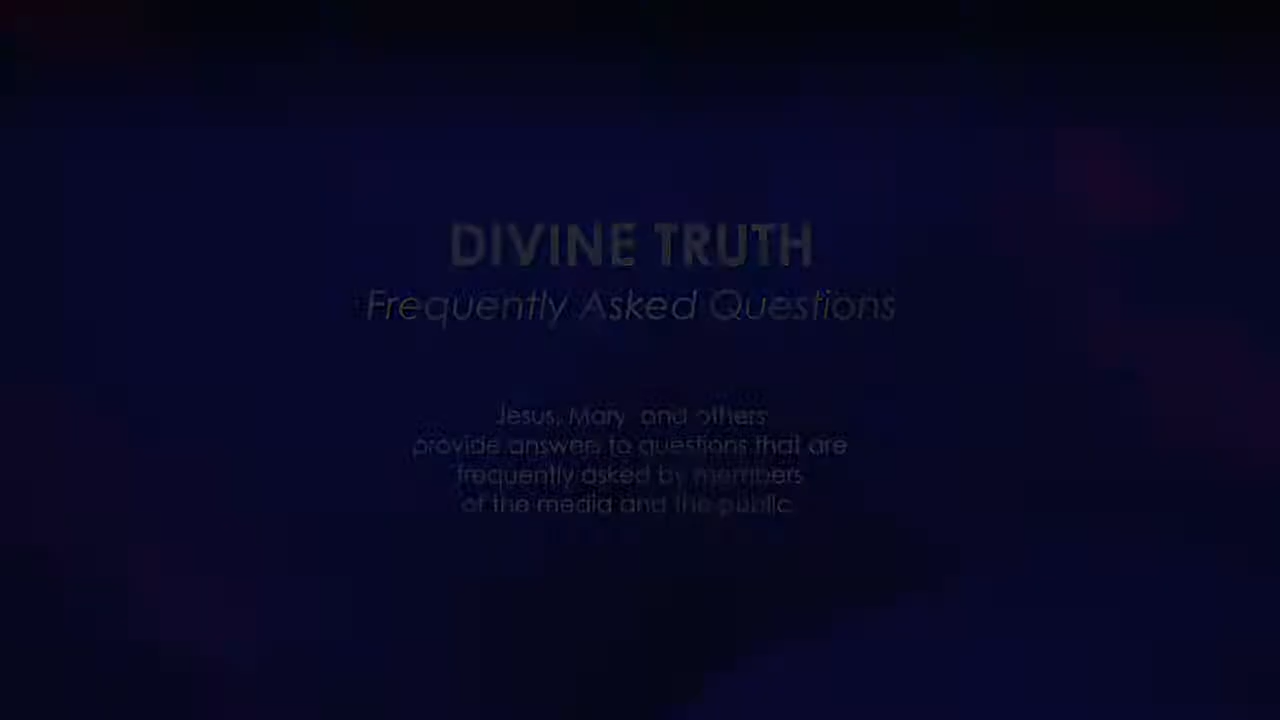 DIVINE TRUTH
Frequently Asked Questions
Jesus, Mary and others
provide answers to questions that are
frequently asked by members
of the media and the public.